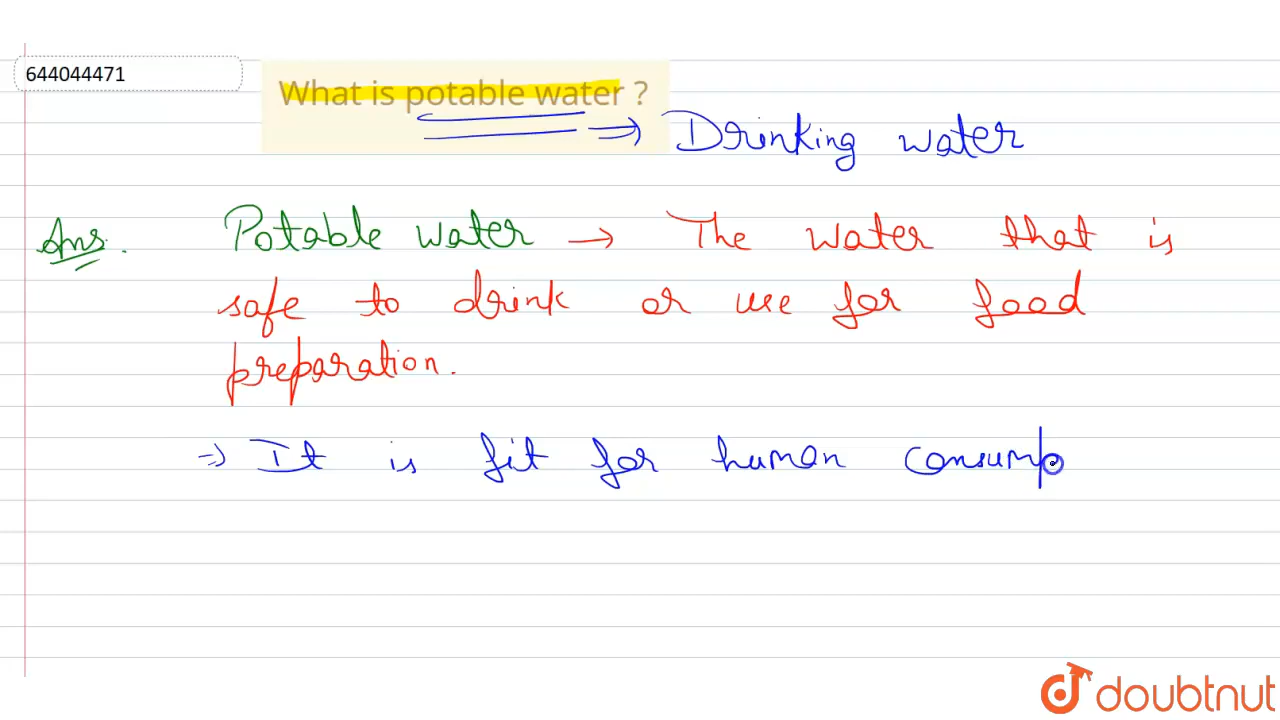 644044471
What is potable water ?
→ Drinking water
Ans. Potable water → The water that is
safe to drink or use for food
preparation.
⇒ It is fit for human consump
doubtnut